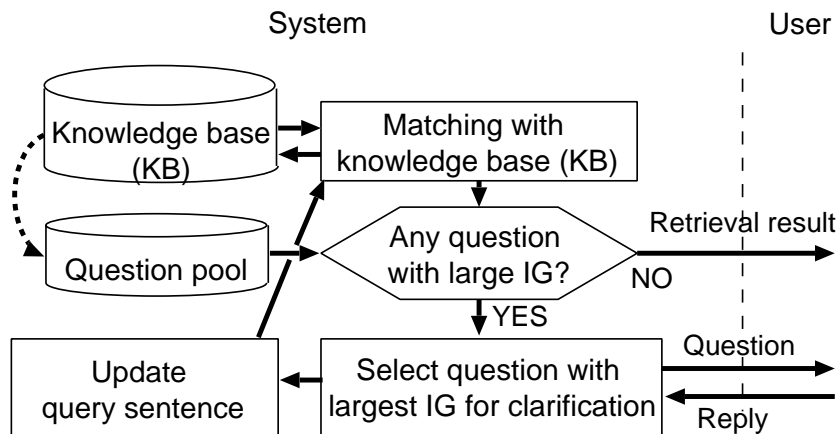 System
User
Knowledge base
(KB)
Matching with
knowledge base (KB)
Question pool
Any question
with large IG?
Retrieval result
NO
YES
Update
query sentence
Select question with
largest IG for clarification
Question
Reply